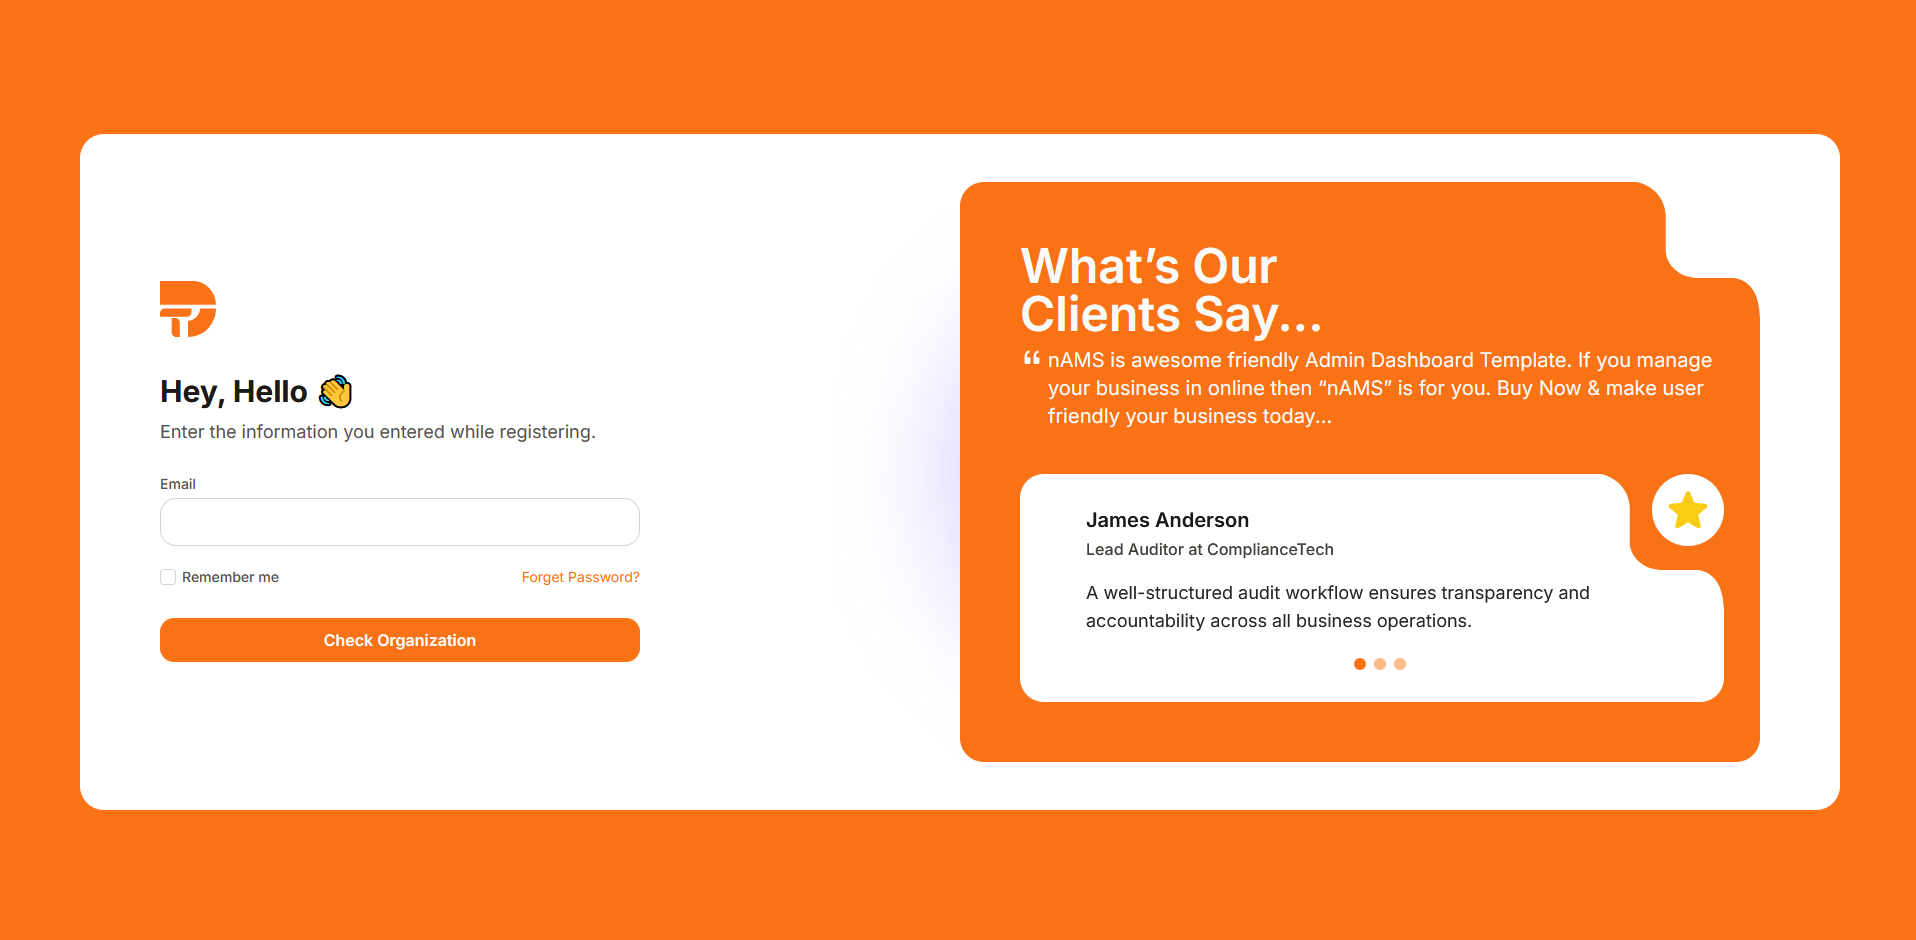 Hey, Hello 👋
Enter the information you entered while registering.
Email
Remember me
Forget Password?
Check Organization
What’s Our
Clients Say...
“ nAMS is awesome friendly Admin Dashboard Template. If you manage
your business in online then “nAMS” is for you. Buy Now & make user
friendly your business today...
James Anderson
Lead Auditor at ComplianceTech
A well-structured audit workflow ensures transparency and
accountability across all business operations.